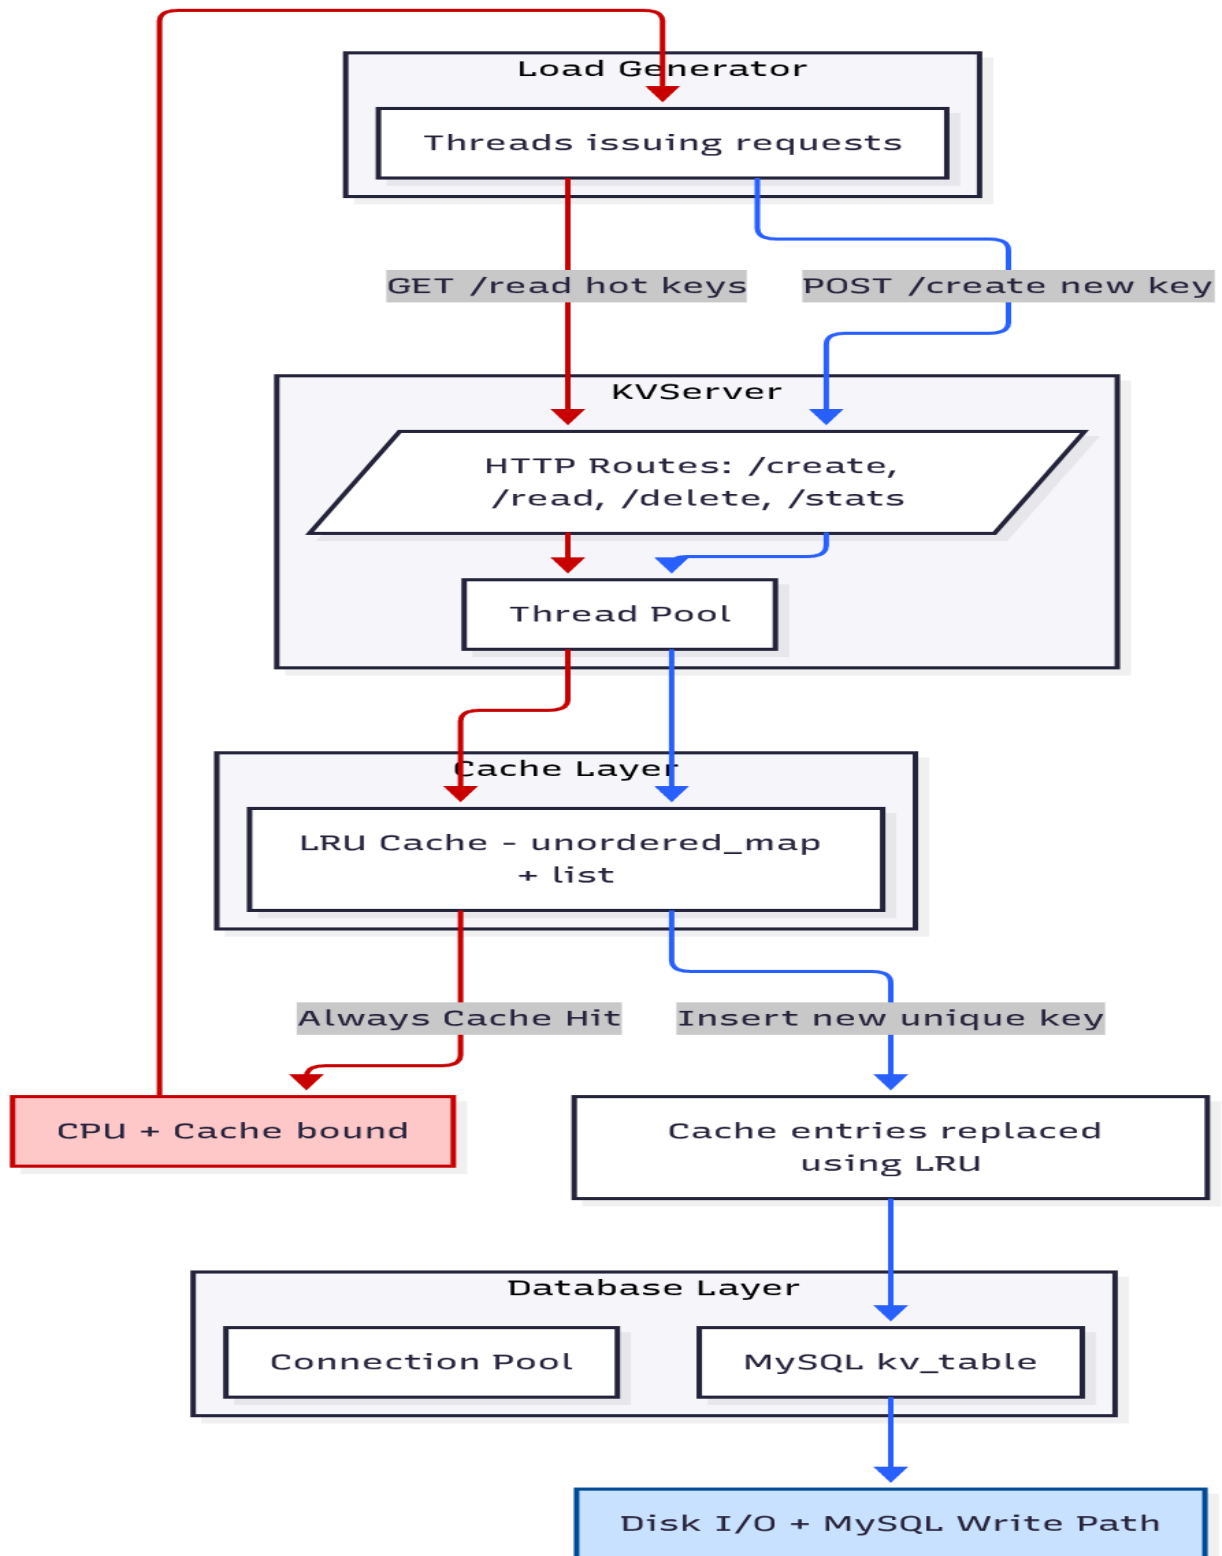 Load Generator
Threads issuing requests
GET /read hot keys
POST /create new key
KVServer
HTTP Routes: /create,
/read, /delete, /stats
Thread Pool
Cache Layer
LRU Cache - unordered_map
+ list
Always Cache Hit
Insert new unique key
CPU + Cache bound
Cache entries replaced
using LRU
Database Layer
Connection Pool
MySQL kv_table
Disk I/O + MySQL Write Path